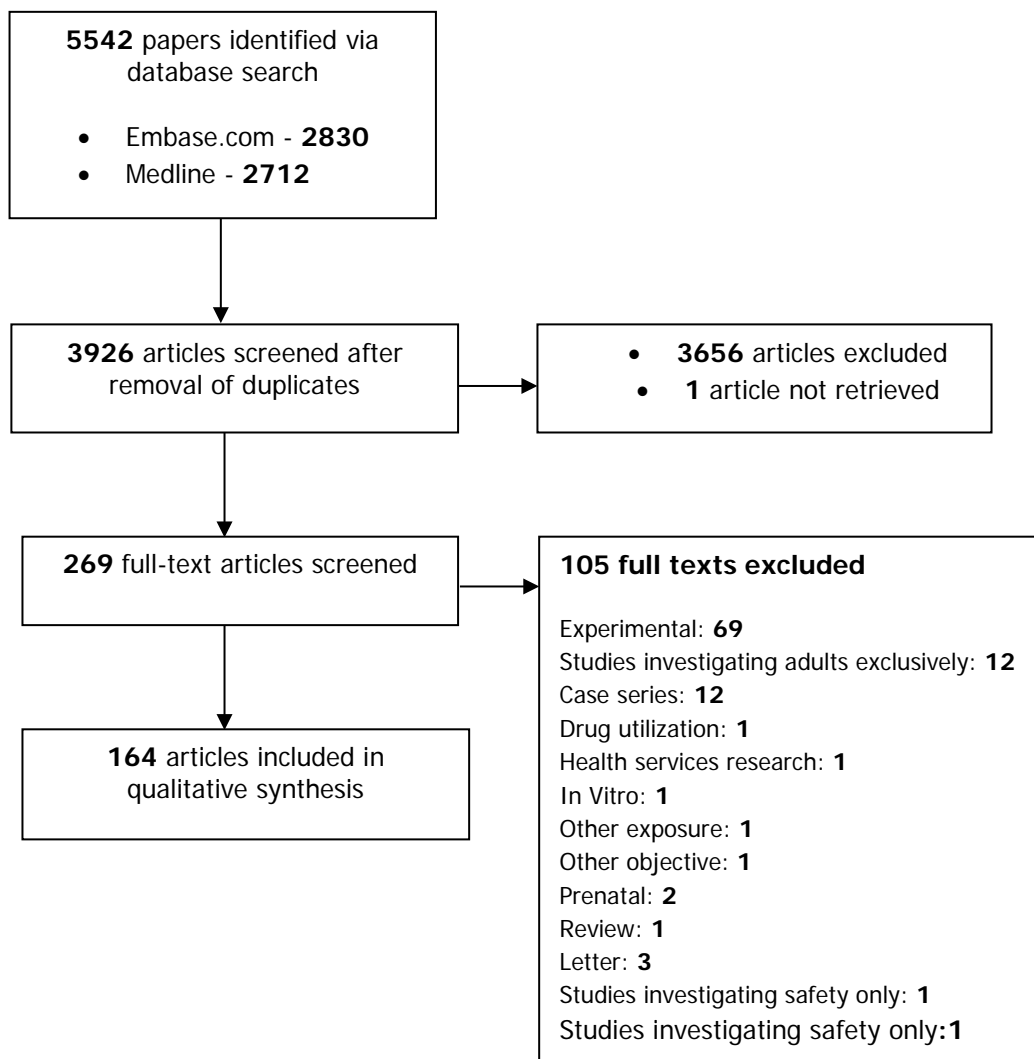 5542 papers identified via
database search
• Embase.com - 2830
• Medline - 2712
3926 articles screened after
removal of duplicates
• 3656 articles excluded
• 1 article not retrieved
269 full-text articles screened
105 full texts excluded
Experimental: 69
Studies investigating adults exclusively: 12
Case series: 12
Drug utilization: 1
Health services research: 1
In Vitro: 1
Other exposure: 1
Other objective: 1
Prenatal: 2
Review: 1
Letter: 3
Studies investigating safety only: 1
Studies investigating safety only:1
164 articles included in
qualitative synthesis